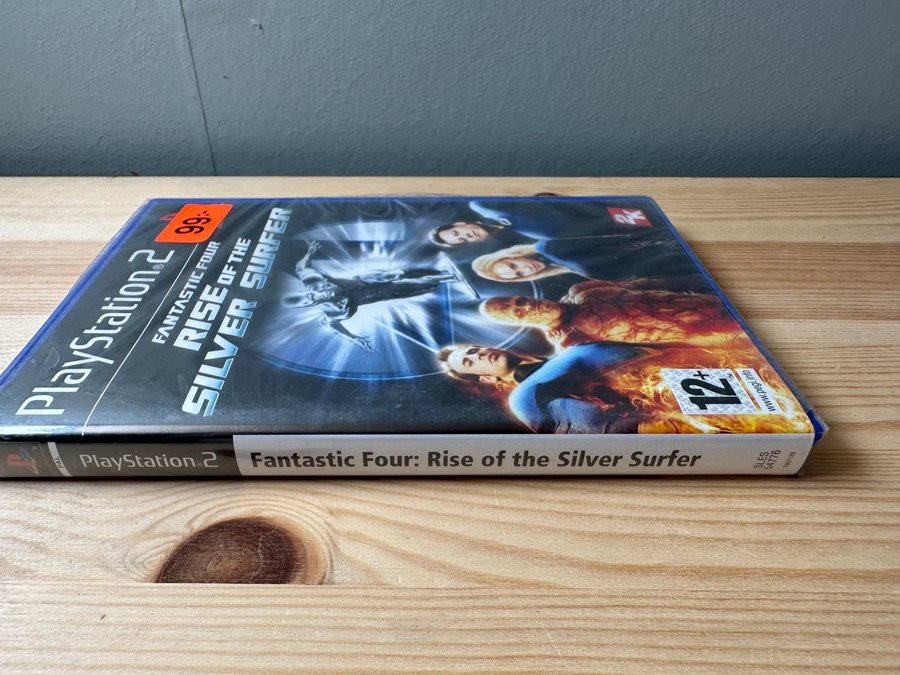 PlayStation®2
99:-
FANTASTIC FOUR
RISE OF THE
SILVER SURFER
2K
12+
www.pegi.info
PlayStation 2
Fantastic Four: Rise of the Silver Surfer
SLES
54776